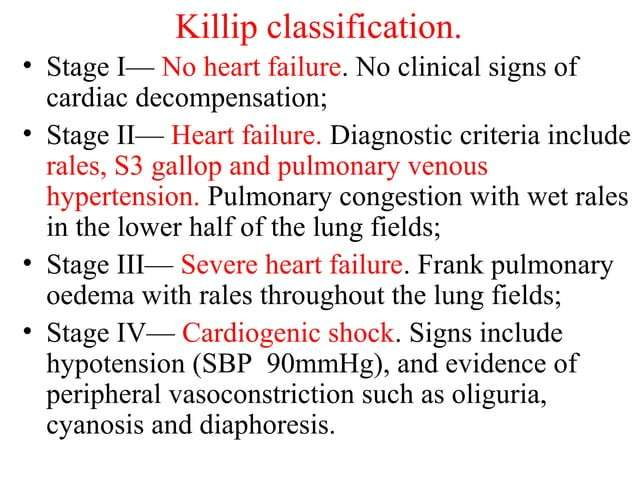 Killip classification.
• Stage I— No heart failure. No clinical signs of
cardiac decompensation;
• Stage II— Heart failure. Diagnostic criteria include
rales, S3 gallop and pulmonary venous
hypertension. Pulmonary congestion with wet rales
in the lower half of the lung fields;
• Stage III— Severe heart failure. Frank pulmonary
oedema with rales throughout the lung fields;
• Stage IV— Cardiogenic shock. Signs include
hypotension (SBP  90mmHg), and evidence of
peripheral vasoconstriction such as oliguria,
cyanosis and diaphoresis.